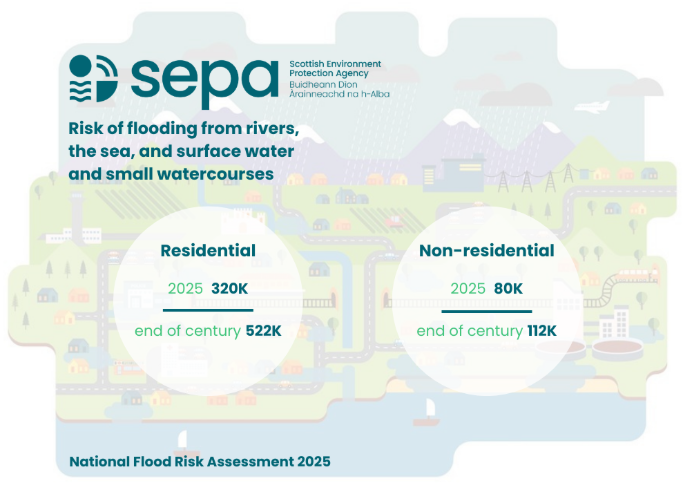 sepa
Scottish Environment
Protection Agency
Buidheann Dìon
Àrainneachd na h-Alba
Risk of flooding from rivers,
the sea, and surface water
and small watercourses
Residential
2025 320K
end of century 522K
Non-residential
2025 80K
end of century 112K
National Flood Risk Assessment 2025